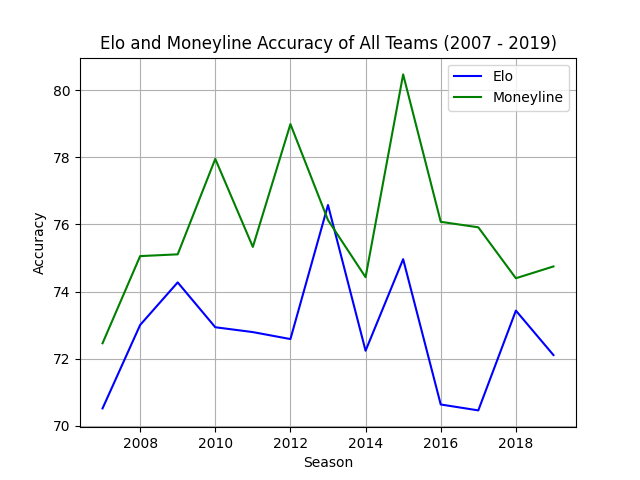 Elo and Moneyline Accuracy of All Teams (2007 - 2019)
Elo
Moneyline
80
78
76
74
72
70
Accuracy
2008 2010 2012 2014 2016 2018
Season